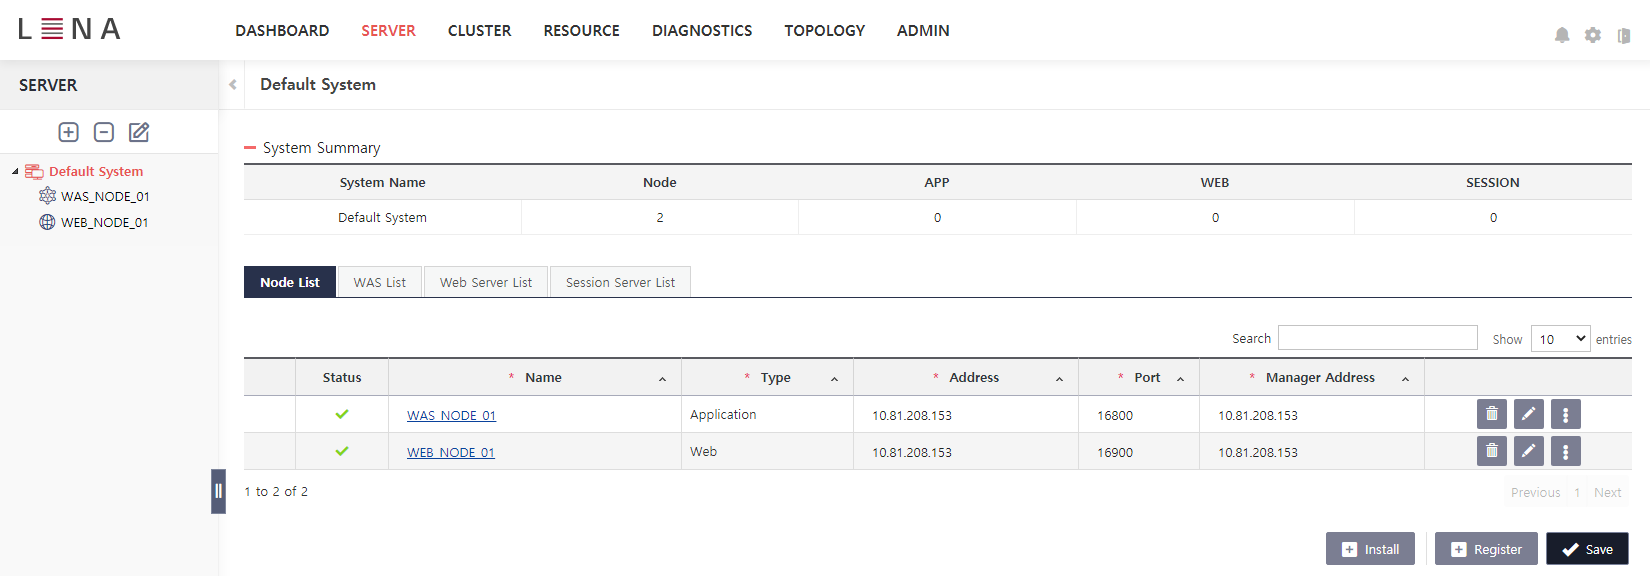 LENA
DASHBOARD SERVER CLUSTER RESOURCE DIAGNOSTICS TOPOLOGY ADMIN
SERVER
Default System
Default System
WAS_NODE_01
WEB_NODE_01
System Summary
System Name Node APP WEB SESSION
Default System 2 0 0 0
Node List WAS List Web Server List Session Server List
Search Show 10 entries
Status * Name * Type * Address * Port * Manager Address
WAS_NODE_01 Application 10.81.208.153 16800 10.81.208.153
WEB_NODE_01 Web 10.81.208.153 16900 10.81.208.153
1 to 2 of 2
Previous 1 Next
Install Register Save